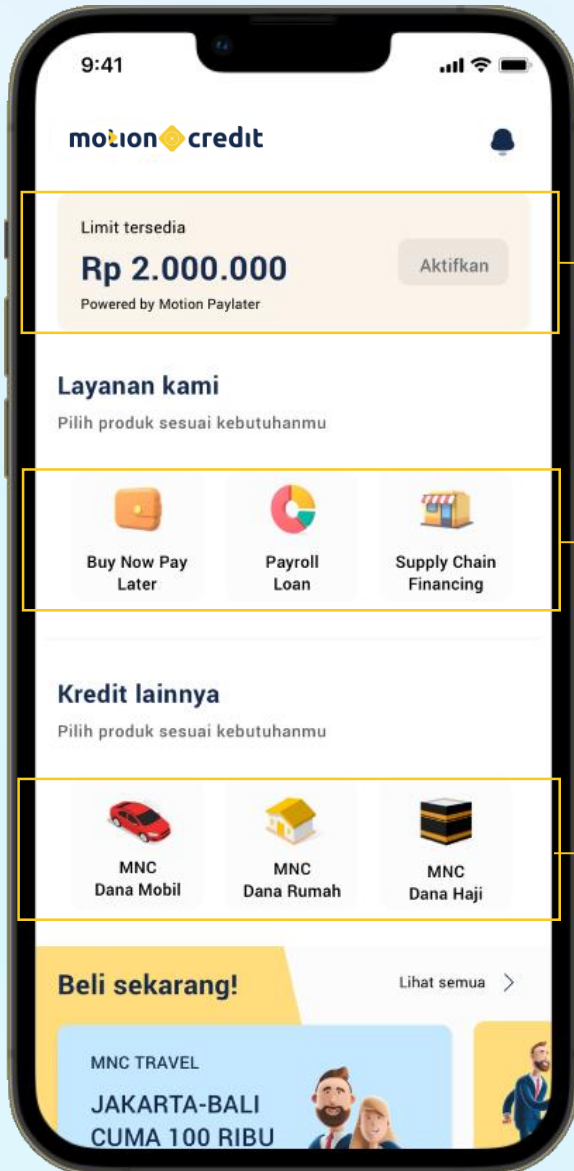 9:41
motion credit
Limit tersedia
Rp 2.000.000
Aktifkan
Powered by Motion Paylater
Layanan kami
Pilih produk sesuai kebutuhanmu
Buy Now Pay
Later
Payroll
Loan
Supply Chain
Financing
Kredit lainnya
Pilih produk sesuai kebutuhanmu
MNC
Dana Mobil
MNC
Dana Rumah
MNC
Dana Haji
Beli sekarang!
Lihat semua
MNC TRAVEL
JAKARTA-BALI
CUMA 100 RIBU